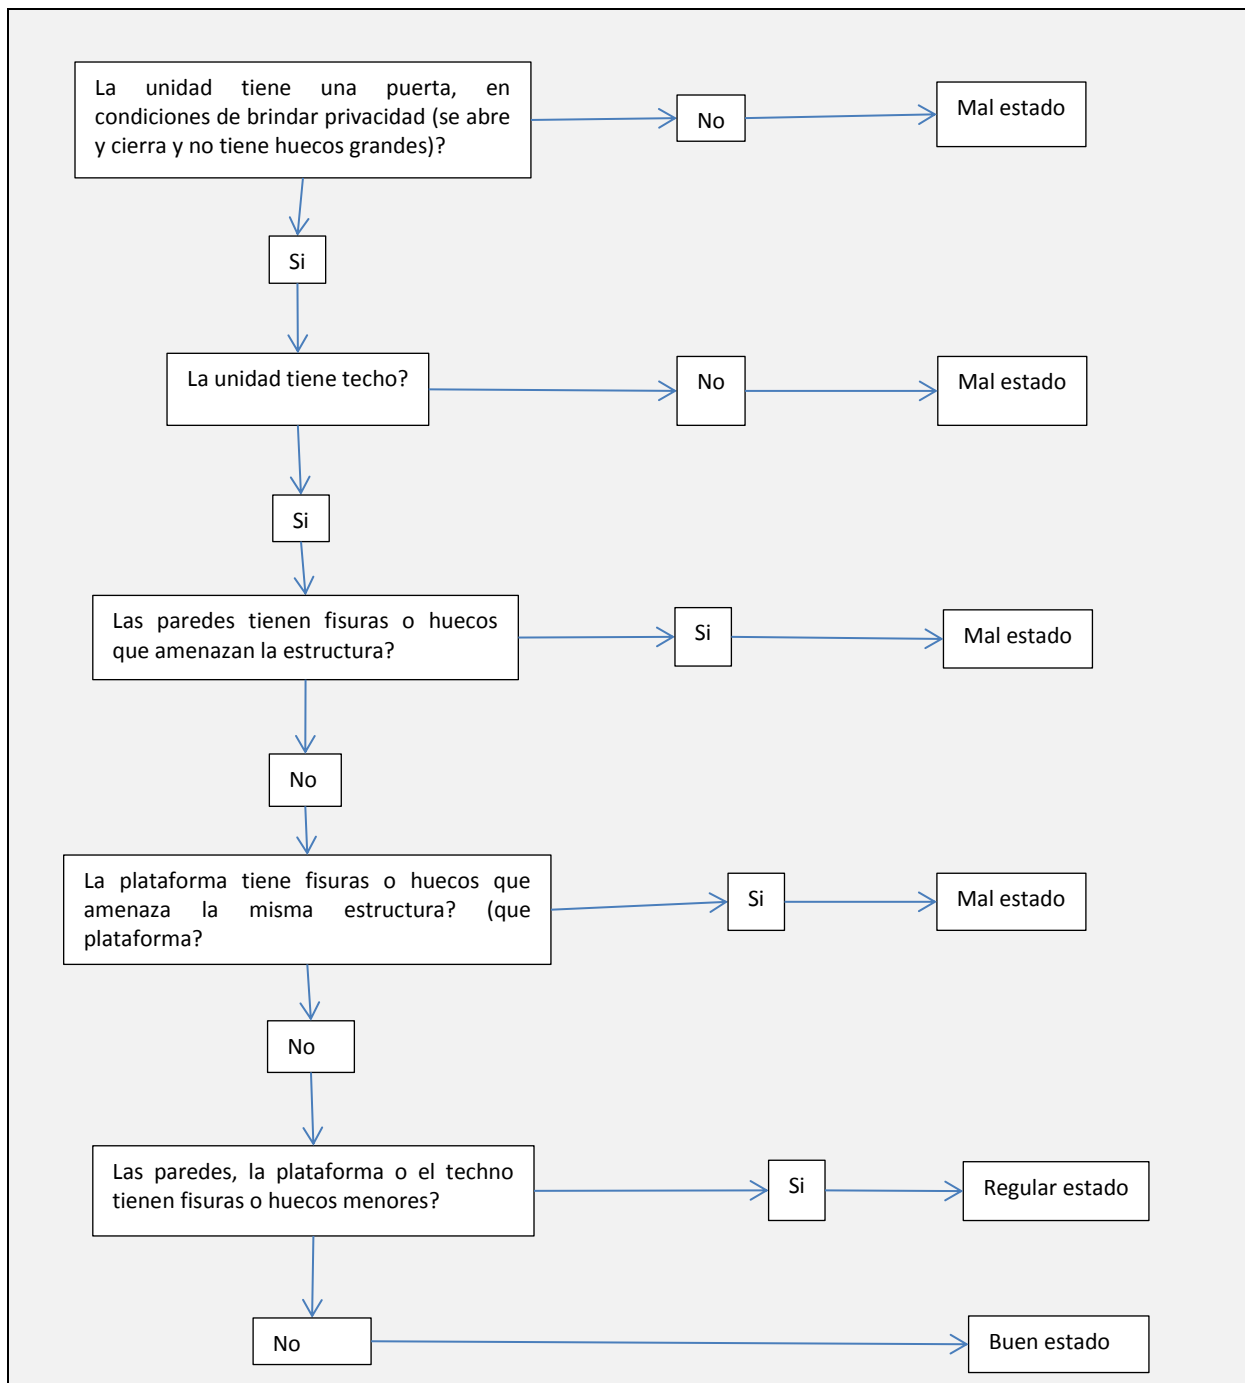 La unidad tiene una puerta, en
condiciones de brindar privacidad (se abre
y cierra y no tiene huecos grandes)?
No
Mal estado
Si
La unidad tiene techo?
No
Mal estado
Si
Las paredes tienen fisuras o huecos
que amenazan la estructura?
Si
Mal estado
No
La plataforma tiene fisuras o huecos que
amenaza la misma estructura? (que
plataforma?
Si
Mal estado
No
Las paredes, la plataforma o el techno
tienen fisuras o huecos menores?
Si
Regular estado
No
Buen estado